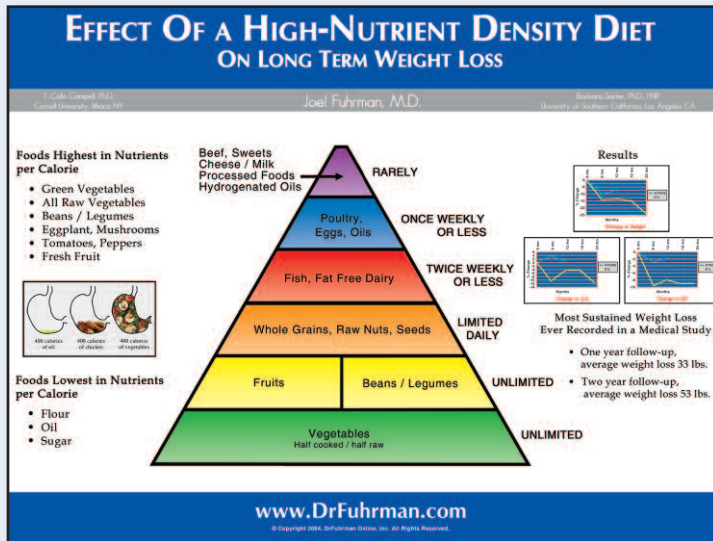 EFFECT OF A HIGH-NUTRIENT DENSITY DIET
ON LONG TERM WEIGHT LOSS
T. Colin Campell, Ph.D.
Cornell University, Ithaca NY
Joel Fuhrman, M.D.
Barbara Sarter, PhD, FNP
University of Southern California, Los Angeles, CA
Foods Highest in Nutrients
per Calorie
• Green Vegetables
• All Raw Vegetables
• Beans / Legumes
• Eggplant, Mushrooms
• Tomatoes, Peppers
• Fresh Fruit
400 calories
of oil
400 calories
of chicken
400 calories
of vegetables
Foods Lowest in Nutrients
per Calorie
• Flour
• Oil
• Sugar
Beef, Sweets
Cheese / Milk
Processed Foods
Hydrogenated Oils
RARELY
Poultry,
Eggs, Oils
ONCE WEEKLY
OR LESS
Fish, Fat Free Dairy
TWICE WEEKLY
OR LESS
Whole Grains, Raw Nuts, Seeds
LIMITED
DAILY
Fruits
Beans / Legumes
UNLIMITED
Vegetables
Half cooked / half raw
UNLIMITED
Results
% Change
Months
Months
Months
Most Sustained Weight Loss
Ever Recorded in a Medical Study
• One year follow-up,
average weight loss 33 lbs.
• Two year follow-up,
average weight loss 53 lbs.
www.DrFuhrman.com
© Copyright 2004, DrFuhrman Online, Inc. All Rights Reserved.